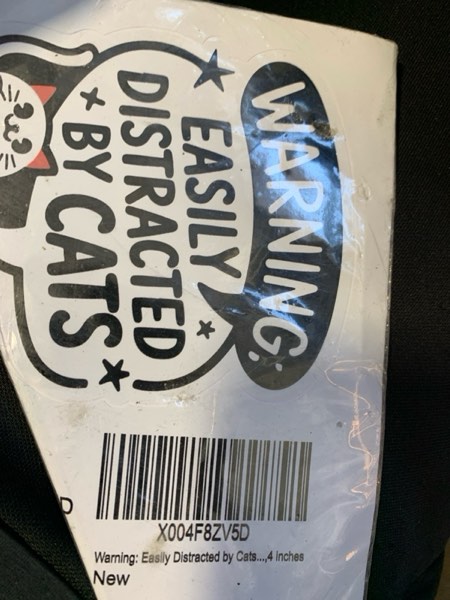 WARNING:
EASILY
DISTRACTED
BY CATS
D
X004F8ZV5D
Warning: Easily Distracted by Cats...,4 Inches
New